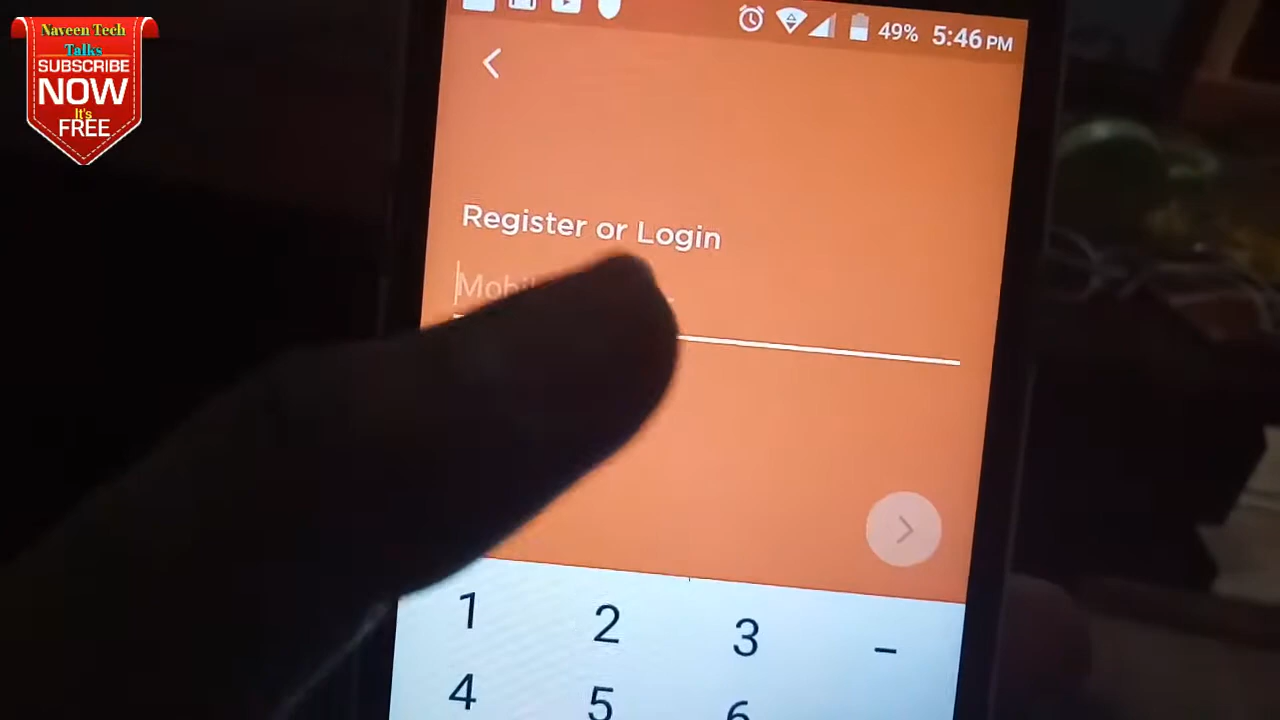 Naveen Tech
Talks
SUBSCRIBE
NOW
It's
FREE
49% 5:46 PM
Register or Login
1 2 3 -
4 5 6